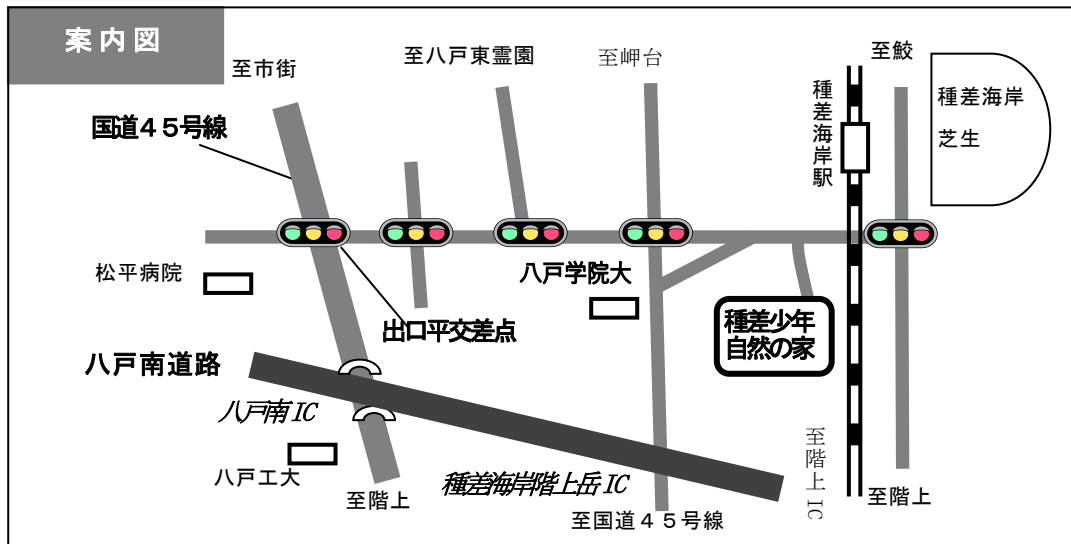 案内図
至市街
至八戸東霊園
至岬台
至鮫
国道４５号線
種差海岸駅
種差海岸
芝生
松平病院
八戸学院大
出口平交差点
種差少年
自然の家
八戸南道路
八戸南IC
八戸工大
至階上
種差海岸階上岳IC
至国道４５号線
至階上IC
至階上